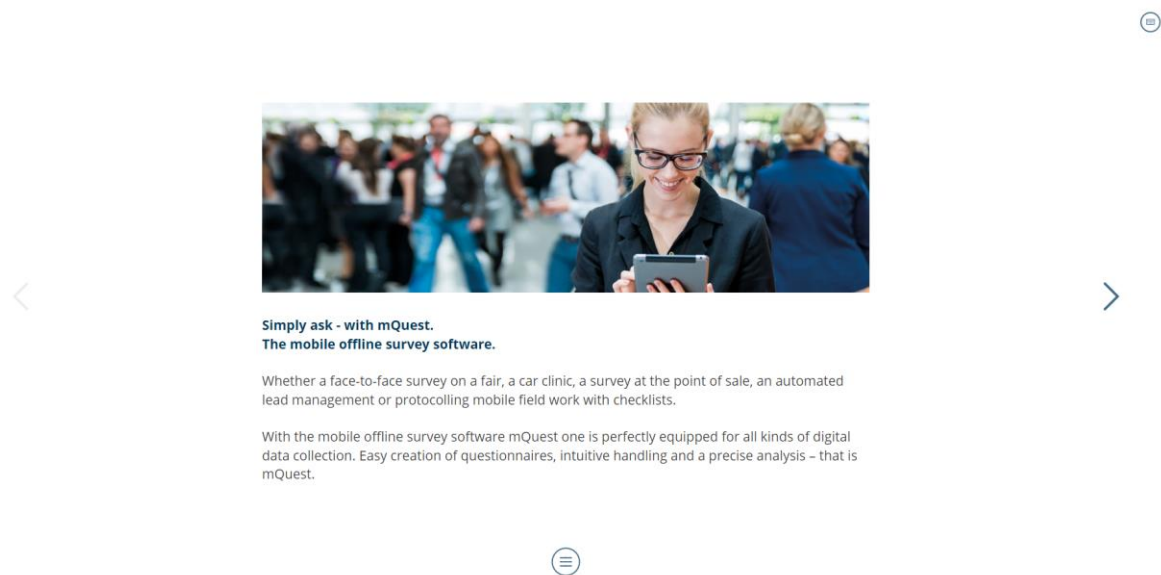 Simply ask - with mQuest.
The mobile offline survey software.
Whether a face-to-face survey on a fair, a car clinic, a survey at the point of sale, an automated
lead management or protocolling mobile field work with checklists.
With the mobile offline survey software mQuest one is perfectly equipped for all kinds of digital
data collection. Easy creation of questionnaires, intuitive handling and a precise analysis – that is
mQuest.